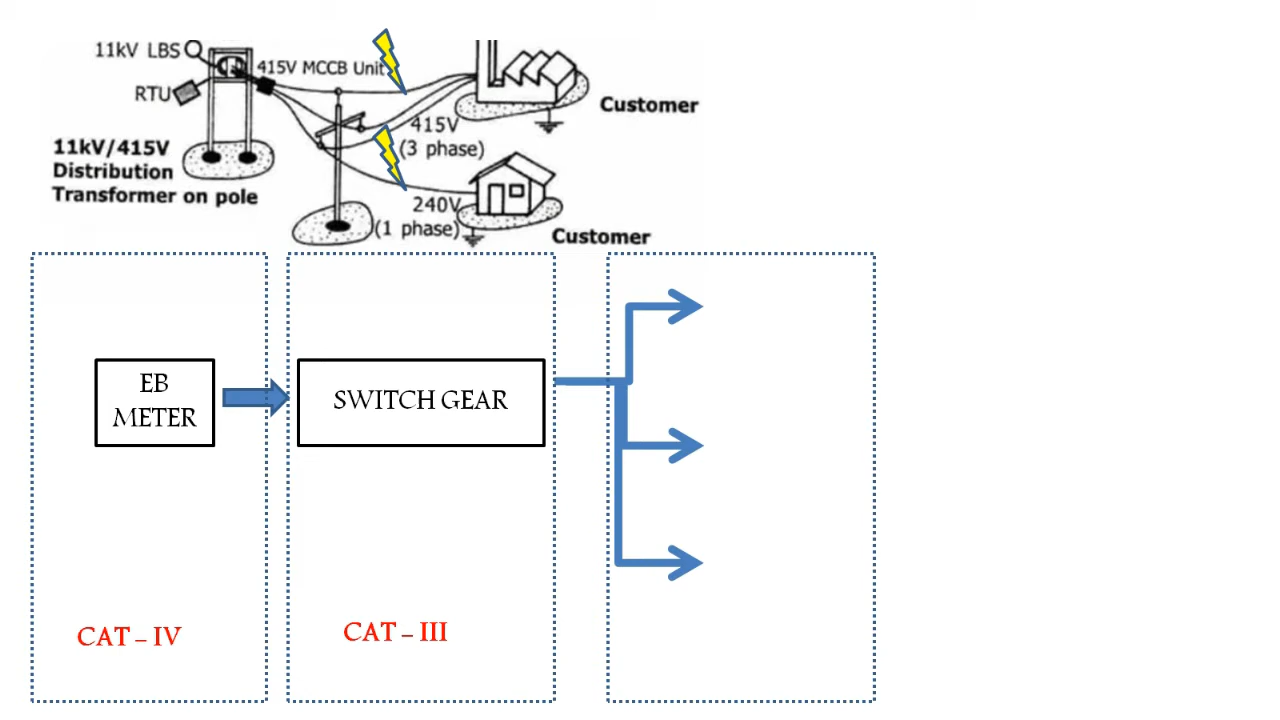 11kV LBS
415V MCCB Unit
RTU
Customer
415V
(3 phase)
11kV/415V
Distribution
Transformer on pole
240V
(1 phase)
Customer
EB
METER
SWITCH GEAR
CAT – IV
CAT – III